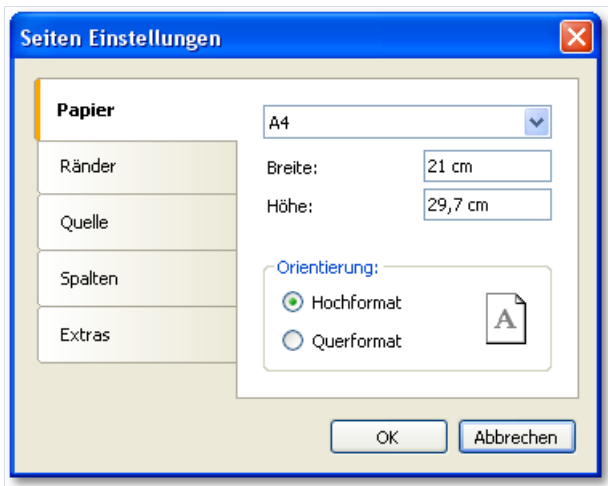 Seiten Einstellungen
Papier
Ränder
Quelle
Spalten
Extras
A4
Breite: 21 cm
Höhe: 29,7 cm
Orientierung:
Hochformat
Querformat
A
OK Abbrechen